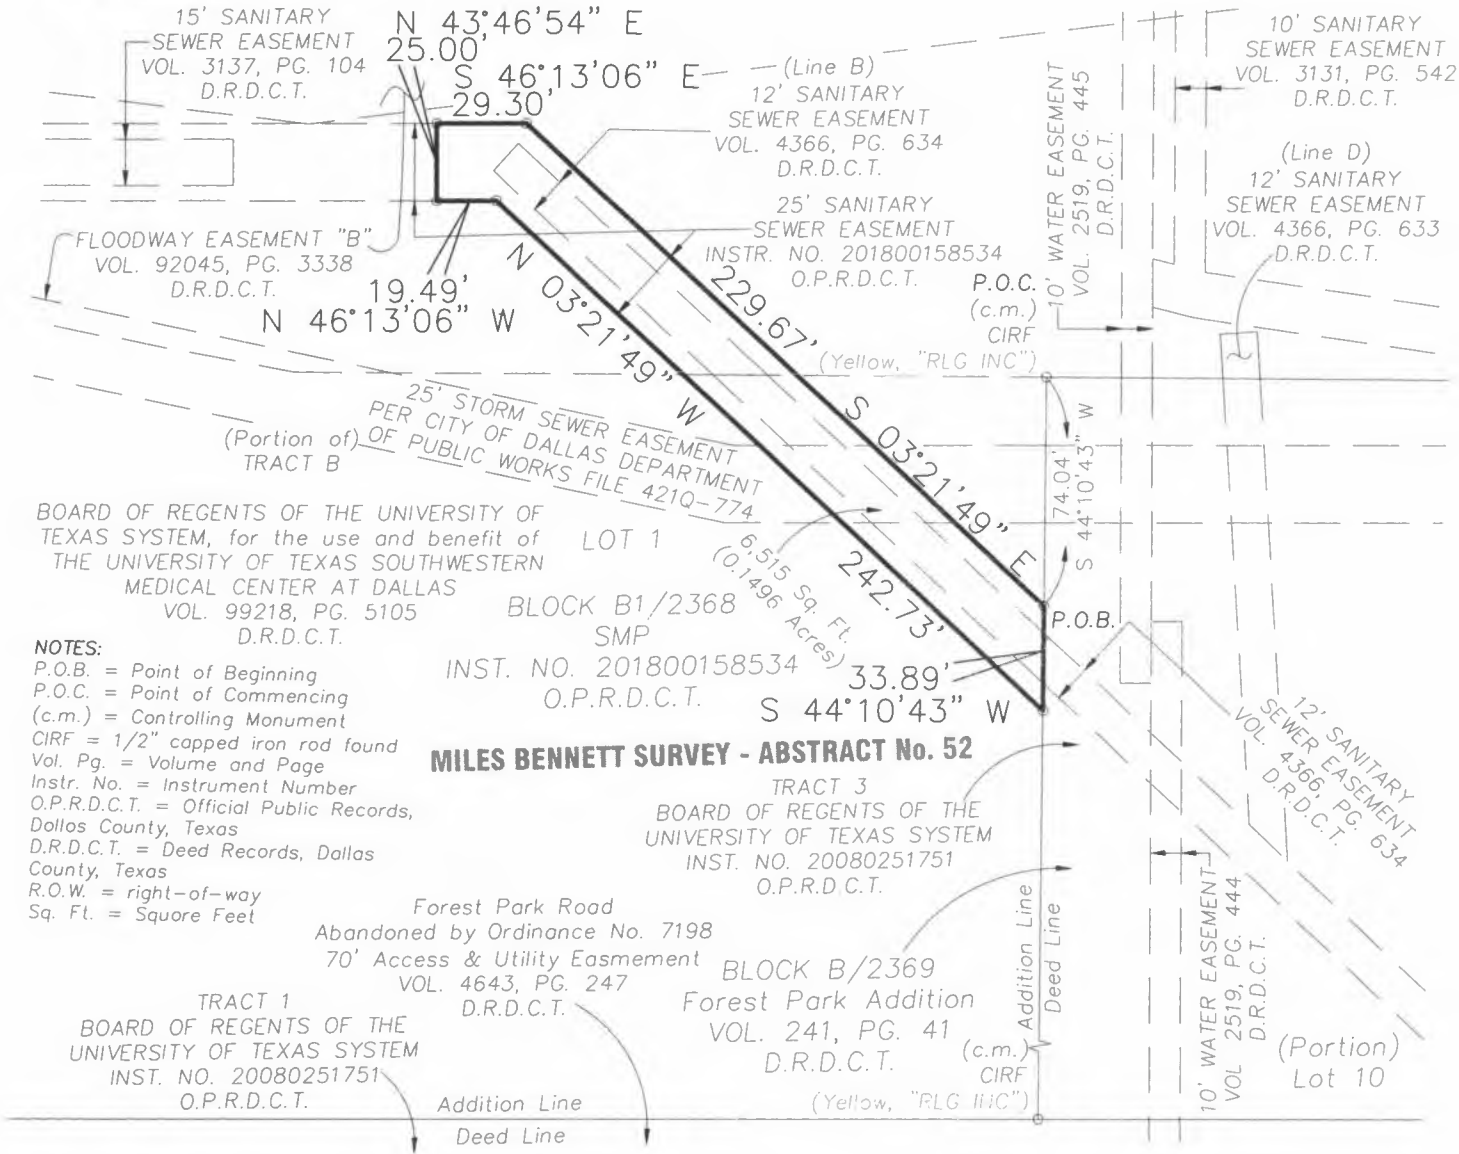 15' SANITARY
SEWER EASEMENT
VOL. 3137, PG. 104
D.R.D.C.T.
N 43°46'54" E
25.00'
S 46°13'06" E
29.30'
(Line B)
12' SANITARY
SEWER EASEMENT
VOL. 4366, PG. 634
D.R.D.C.T.
25' SANITARY
SEWER EASEMENT
INSTR. NO. 201800158534
O.P.R.D.C.T.
10' WATER EASEMENT
VOL. 2519, PG. 445
D.R.D.C.T.
10' SANITARY
SEWER EASEMENT
VOL. 3131, PG. 542
D.R.D.C.T.
(Line D)
12' SANITARY
SEWER EASEMENT
VOL. 4366, PG. 633
D.R.D.C.T.
FLOODWAY EASEMENT "B"
VOL. 92045, PG. 3338
D.R.D.C.T.
19.49'
N 46°13'06" W
N 03°21'49" W
242.73'
229.67'
S 03°21'49" E
P.O.C.
(c.m.)
CIRF
(Yellow, "RLG INC")
74.04'
S 44°10'43" W
25' STORM SEWER EASEMENT
PER CITY OF DALLAS DEPARTMENT
OF PUBLIC WORKS FILE 421Q-774
(Portion of)
TRACT B
BOARD OF REGENTS OF THE UNIVERSITY OF
TEXAS SYSTEM, for the use and benefit of
THE UNIVERSITY OF TEXAS SOUTHWESTERN
MEDICAL CENTER AT DALLAS
VOL. 99218, PG. 5105
D.R.D.C.T.
LOT 1
BLOCK B1/2368
SMP
INST. NO. 201800158534
O.P.R.D.C.T.
6,515 Sq. Ft.
(0.1496 Acres)
P.O.B.
33.89'
S 44°10'43" W
NOTES:
P.O.B. = Point of Beginning
P.O.C. = Point of Commencing
(c.m.) = Controlling Monument
CIRF = 1/2" capped iron rod found
Vol. Pg. = Volume and Page
Instr. No. = Instrument Number
O.P.R.D.C.T. = Official Public Records,
Dollos County, Texas
D.R.D.C.T. = Deed Records, Dallas
County, Texas
R.O.W. = right-of-way
Sq. Ft. = Squore Feet
MILES BENNETT SURVEY - ABSTRACT No. 52
TRACT 3
BOARD OF REGENTS OF THE
UNIVERSITY OF TEXAS SYSTEM
INST. NO. 20080251751
O.P.R.D.C.T.
12' SANITARY
SEWER EASEMENT
VOL. 4366, PG. 634
D.R.D.C.T.
Forest Park Road
Abandoned by Ordinance No. 7198
70' Access & Utility Easmement
VOL. 4643, PG. 247
D.R.D.C.T.
TRACT 1
BOARD OF REGENTS OF THE
UNIVERSITY OF TEXAS SYSTEM
INST. NO. 20080251751
O.P.R.D.C.T.
BLOCK B/2369
Forest Park Addition
VOL. 241, PG. 41
D.R.D.C.T.
Addition Line
Deed Line
(c.m.)
CIRF
(Yellow, "RLG INC")
10' WATER EASEMENT
VOL 2519, PG. 444
D.R.D.C.T.
(Portion)
Lot 10
Addition Line
Deed Line